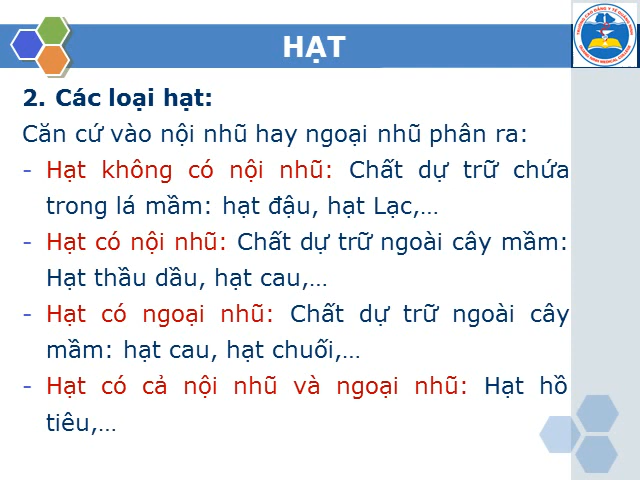 HẠT
2. Các loại hạt:
Căn cứ vào nội nhũ hay ngoại nhũ phân ra:
- Hạt không có nội nhũ: Chất dự trữ chứa
trong lá mầm: hạt đậu, hạt Lạc,…
- Hạt có nội nhũ: Chất dự trữ ngoài cây mầm:
Hạt thầu dầu, hạt cau,…
- Hạt có ngoại nhũ: Chất dự trữ ngoài cây
mầm: hạt cau, hạt chuối,…
- Hạt có cả nội nhũ và ngoại nhũ: Hạt hồ
tiêu,…